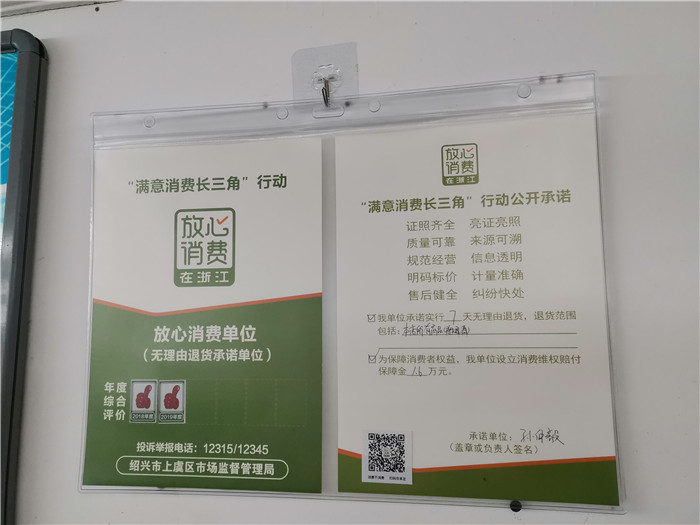 "满意消费长三角"行动
放心
消费
在浙江
放心消费单位
（无理由退货承诺单位）
年度
综合
评价
2018年度
2019年度
投诉举报电话：12315/12345
绍兴市上虞区市场监督管理局
放心
消费
在浙江
"满意消费长三角"行动公开承诺
证照齐全 亮证亮照
质量可靠 来源可溯
规范经营 信息透明
明码标价 计量准确
售后健全 纠纷快处
☑我单位承诺实行7天无理由退货，退货范围
包括：
☑为保障消费者权益，我单位设立消费维权赔付
保障金1.6万元。
承诺单位：
（盖章或负责人签名）